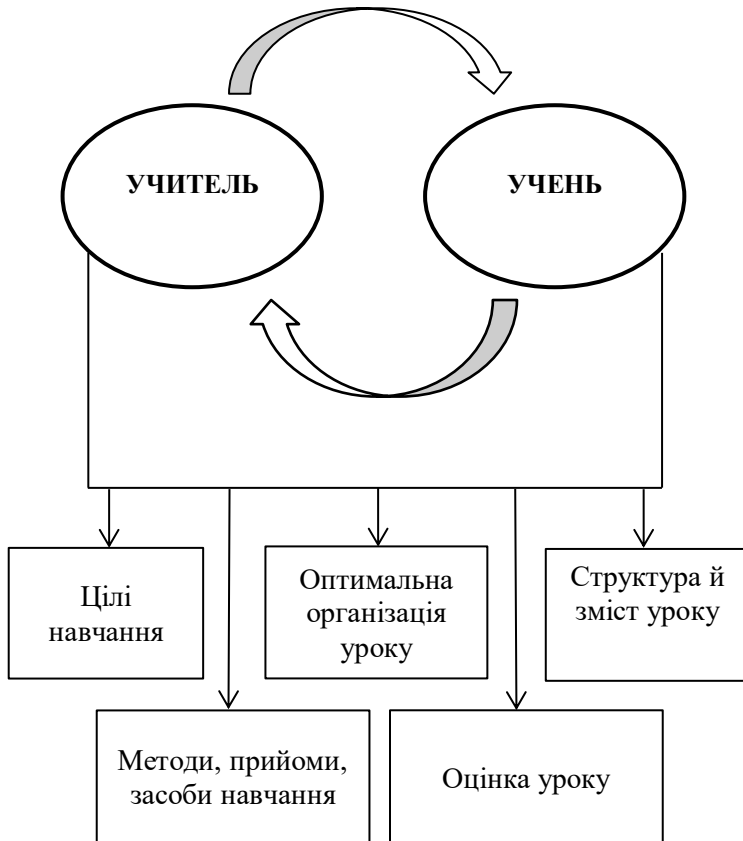 УЧИТЕЛЬ
УЧЕНЬ
Цілі
навчання
Оптимальна
організація
уроку
Структура й
зміст уроку
Методи, прийоми,
засоби навчання
Оцінка уроку